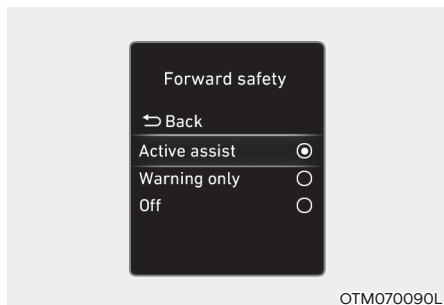 Forward safety
Back
Active assist
Warning only
Off
OTM070090L